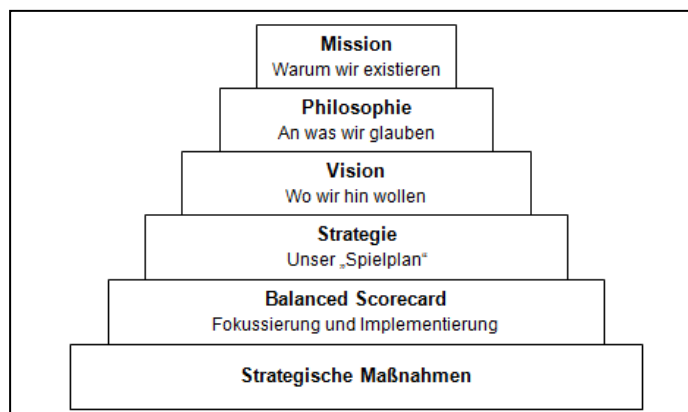 Mission
Warum wir existieren
Philosophie
An was wir glauben
Vision
Wo wir hin wollen
Strategie
Unser „Spielplan“
Balanced Scorecard
Fokussierung und Implementierung
Strategische Maßnahmen